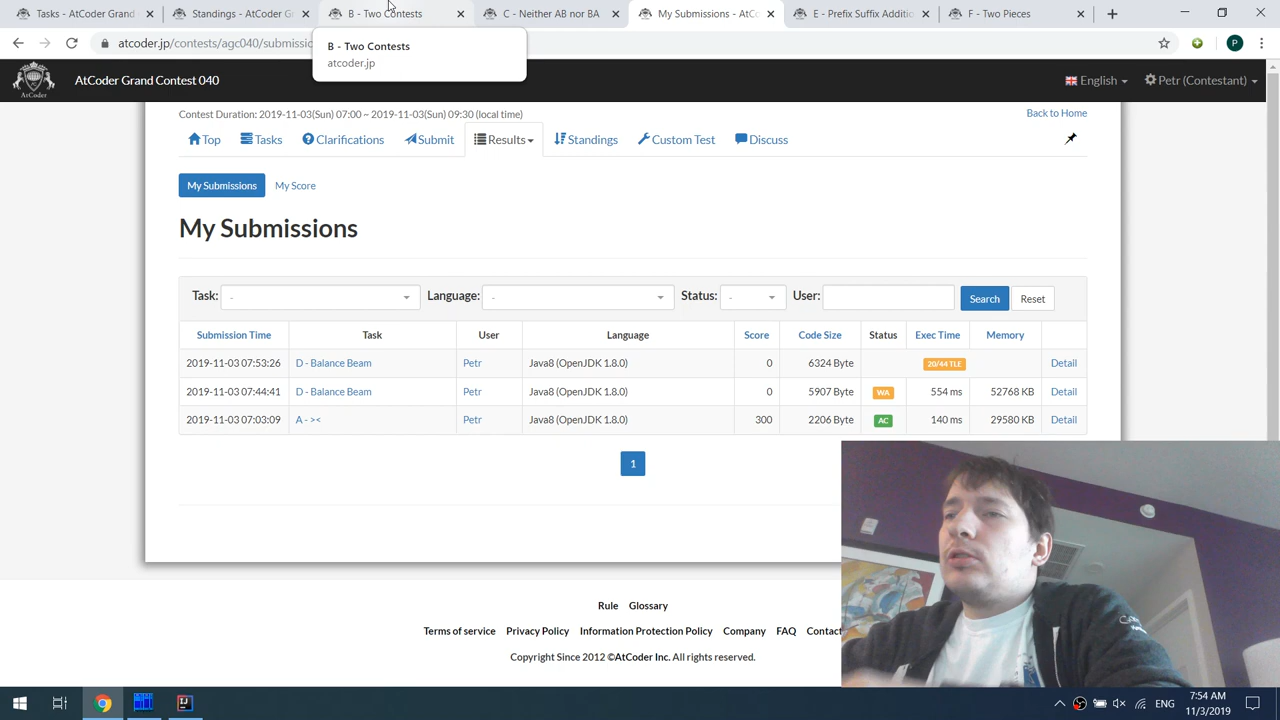 Tasks - AtCoder Grand
Standings - AtCoder G
B - Two Contests
C - Neither AB nor BA
My Submissions - AtC
E - Prefix Suffix Additio
F - Two Pieces
atcoder.jp/contests/agc040/submissio
P
B - Two Contests
atcoder.jp
AtCoder Grand Contest 040
English
Petr (Contestant)
Contest Duration: 2019-11-03(Sun) 07:00 ~ 2019-11-03(Sun) 09:30 (local time)
Back to Home
Top
Tasks
Clarifications
Submit
Results
Standings
Custom Test
Discuss
My Submissions
My Score
My Submissions
Task: -
Language: -
Status: -
User:
Search
Reset
Submission Time Task User Language Score Code Size Status Exec Time Memory
2019-11-03 07:53:26 D - Balance Beam Petr Java8 (OpenJDK 1.8.0) 0 6324 Byte 20/44 TLE Detail
2019-11-03 07:44:41 D - Balance Beam Petr Java8 (OpenJDK 1.8.0) 0 5907 Byte WA 554 ms 52768 KB Detail
2019-11-03 07:03:09 A - >< Petr Java8 (OpenJDK 1.8.0) 300 2206 Byte AC 140 ms 29580 KB Detail
1
Rule Glossary
Terms of service Privacy Policy Information Protection Policy Company FAQ Contact
Copyright Since 2012 ©AtCoder Inc. All rights reserved.
ENG
7:54 AM
11/3/2019